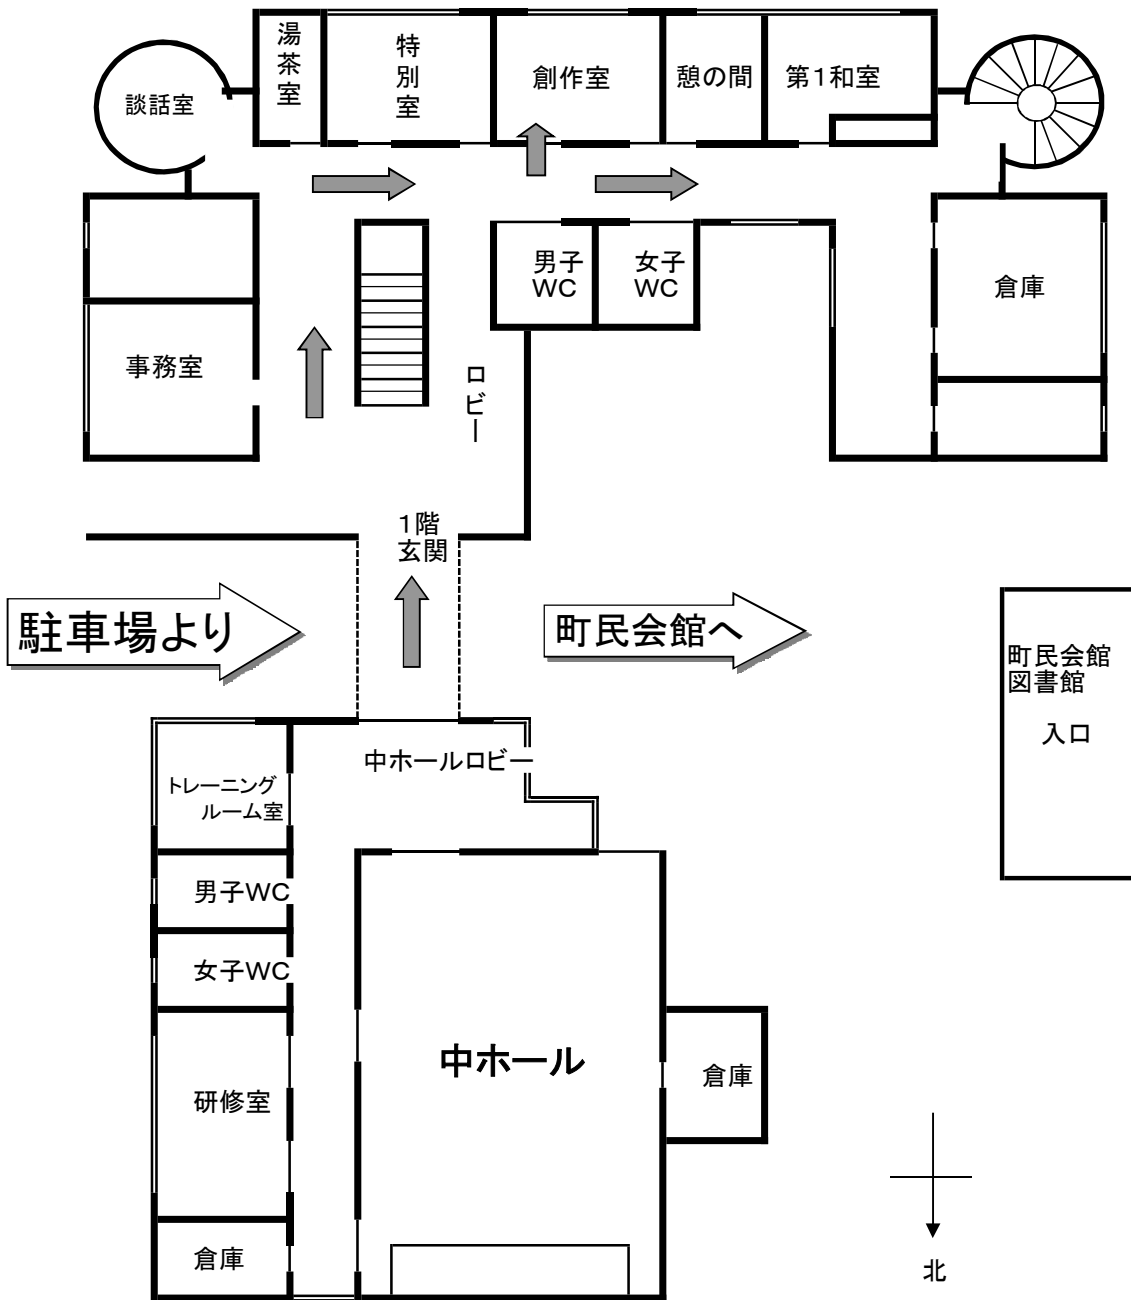 湯茶室
特別室
創作室
憩の間
第１和室
談話室
男子
WC
女子
WC
倉庫
事務室
ロビー
１階
玄関
駐車場より
町民会館へ
町民会館
図書館
入口
中ホールロビー
トレーニング
ルーム室
男子WC
女子WC
中ホール
倉庫
研修室
倉庫
北